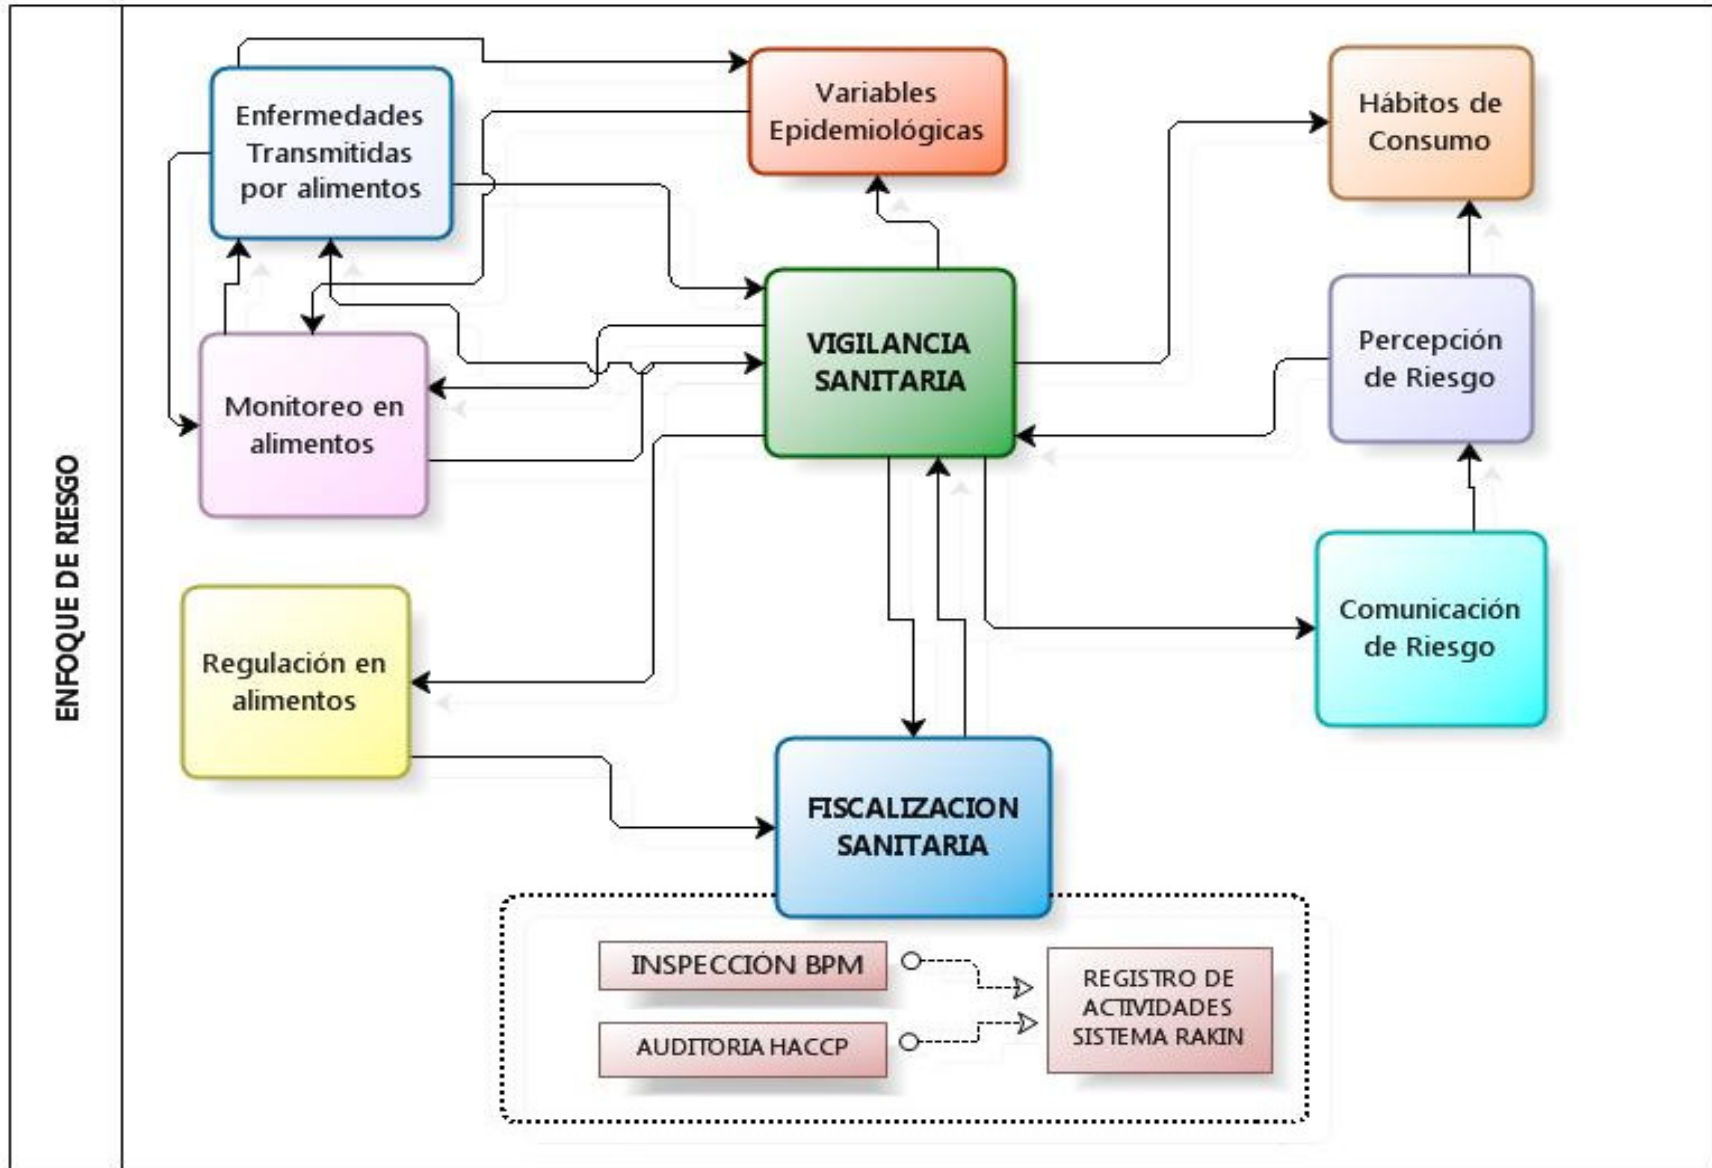 ENFOQUE DE RIESGO
Enfermedades
Transmitidas
por alimentos
Variables
Epidemiológicas
Hábitos de
Consumo
Monitoreo en
alimentos
VIGILANCIA
SANITARIA
Percepción
de Riesgo
Regulación en
alimentos
Comunicación
de Riesgo
FISCALIZACION
SANITARIA
INSPECCIÓN BPM
AUDITORIA HACCP
REGISTRO DE
ACTIVIDADES
SISTEMA RAKIN